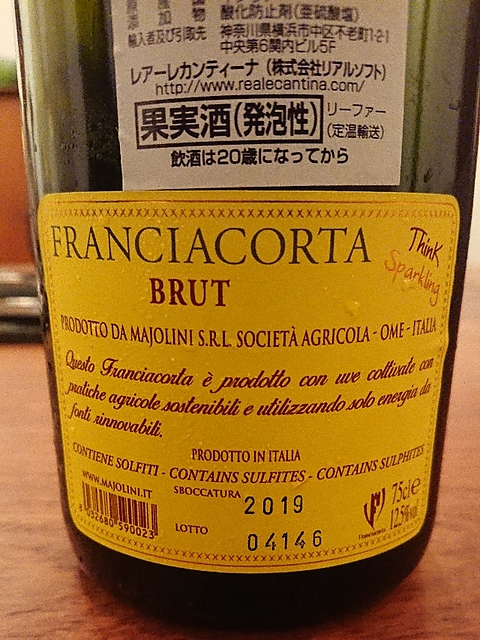 添加物 酸化防止剤(亜硫酸塩)
輸入者及び引取先 神奈川県横浜市中区不老町1-2-1
中央第6関内ビル5F
レアーレカンティーナ (株式会社リアルソフト)
http://www.realecantina.com/
果実酒(発泡性) リーファー
(定温輸送)
飲酒は20歳になってから
FRANCIACORTA
Think
Sparkling
BRUT
PRODOTTO DA MAJOLINI S.R.L. SOCIETÀ AGRICOLA - OME - ITALIA
Questo Franciacorta è prodotto con uve coltivate con
pratiche agricole sostenibili e utilizzando solo energia da
fonti rinnovabili.
PRODOTTO IN ITALIA
CONTIENE SOLFITI - CONTAINS SULFITES - CONTAINS SULPHITES
WWW.MAJOLINI.IT
SBOCCATURA 2019
75cl e
12,5%vol
8 032680 590023
LOTTO 04146
Franciacorta